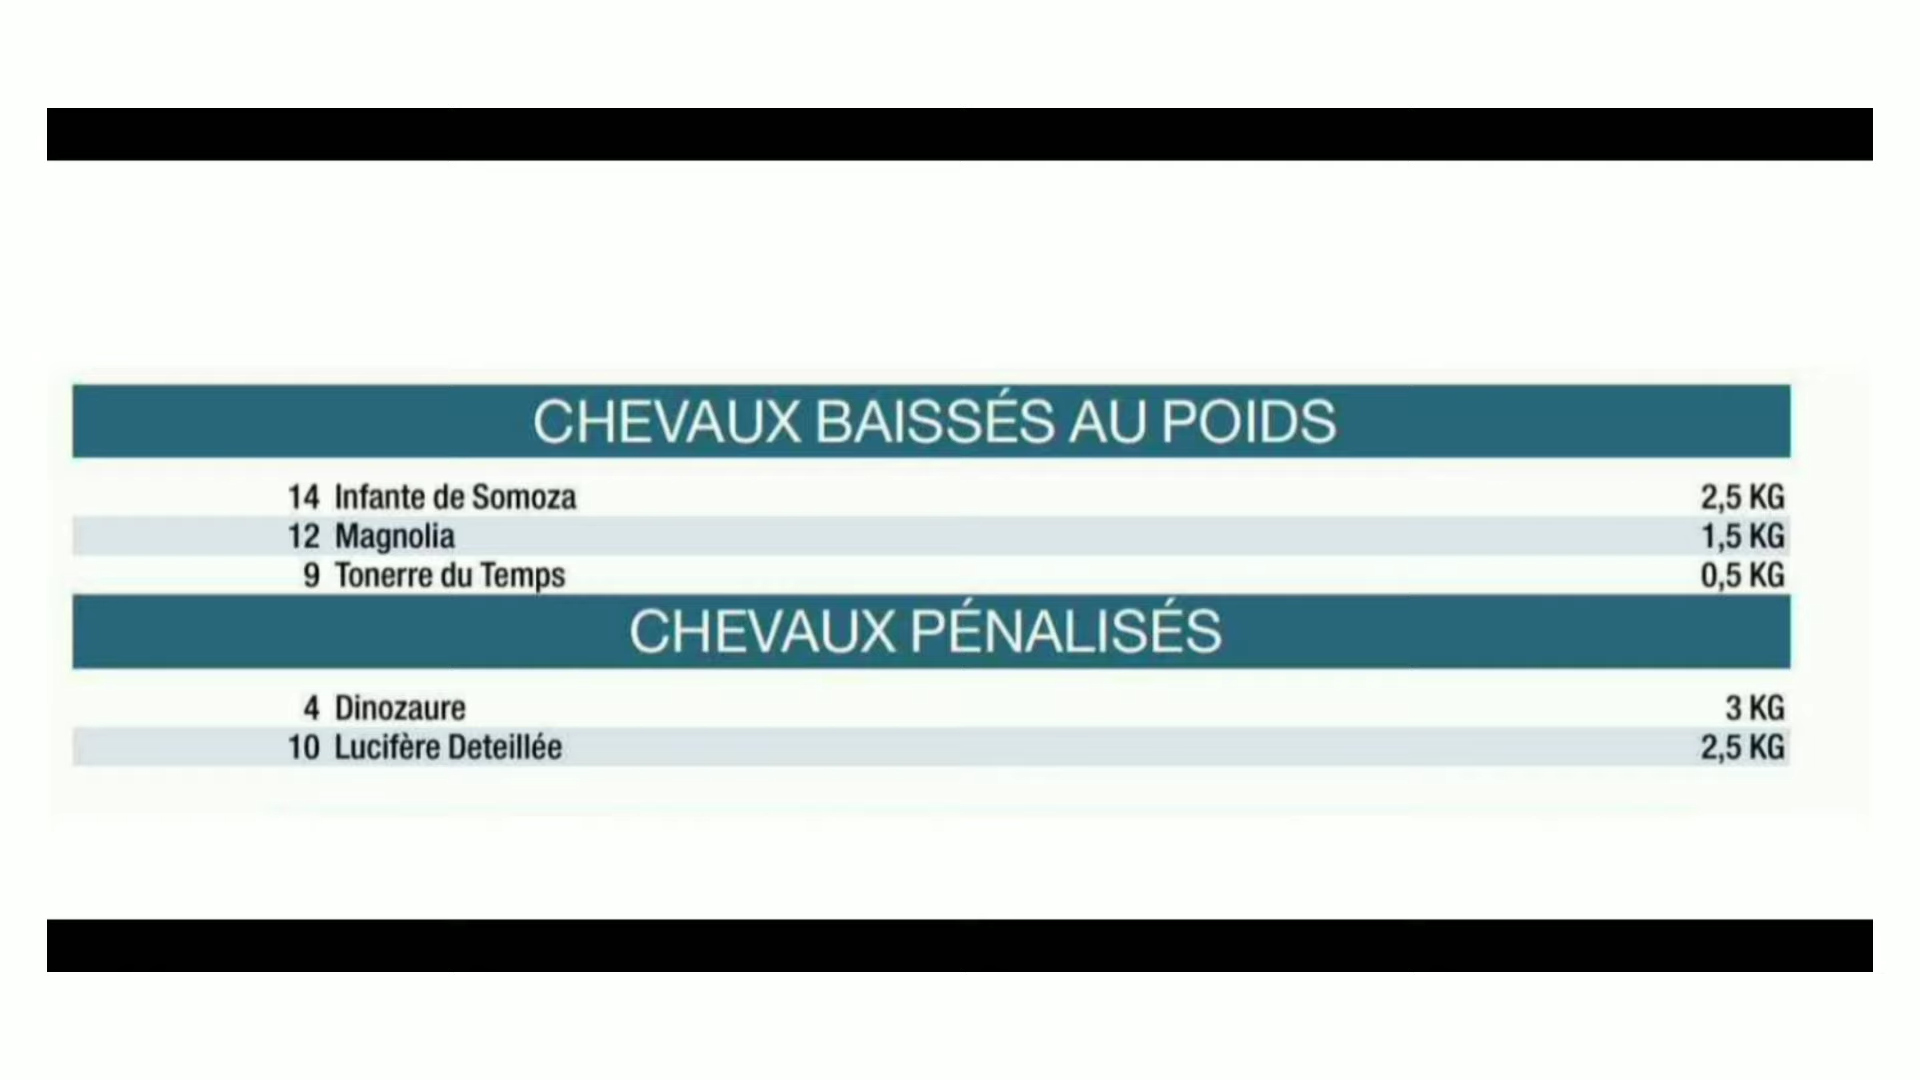 CHEVAUX BAISSÉS AU POIDS
14 Infante de Somoza 2,5 KG
12 Magnolia 1,5 KG
9 Tonerre du Temps 0,5 KG
CHEVAUX PÉNALISÉS
4 Dinozaure 3 KG
10 Lucifère Deteillée 2,5 KG